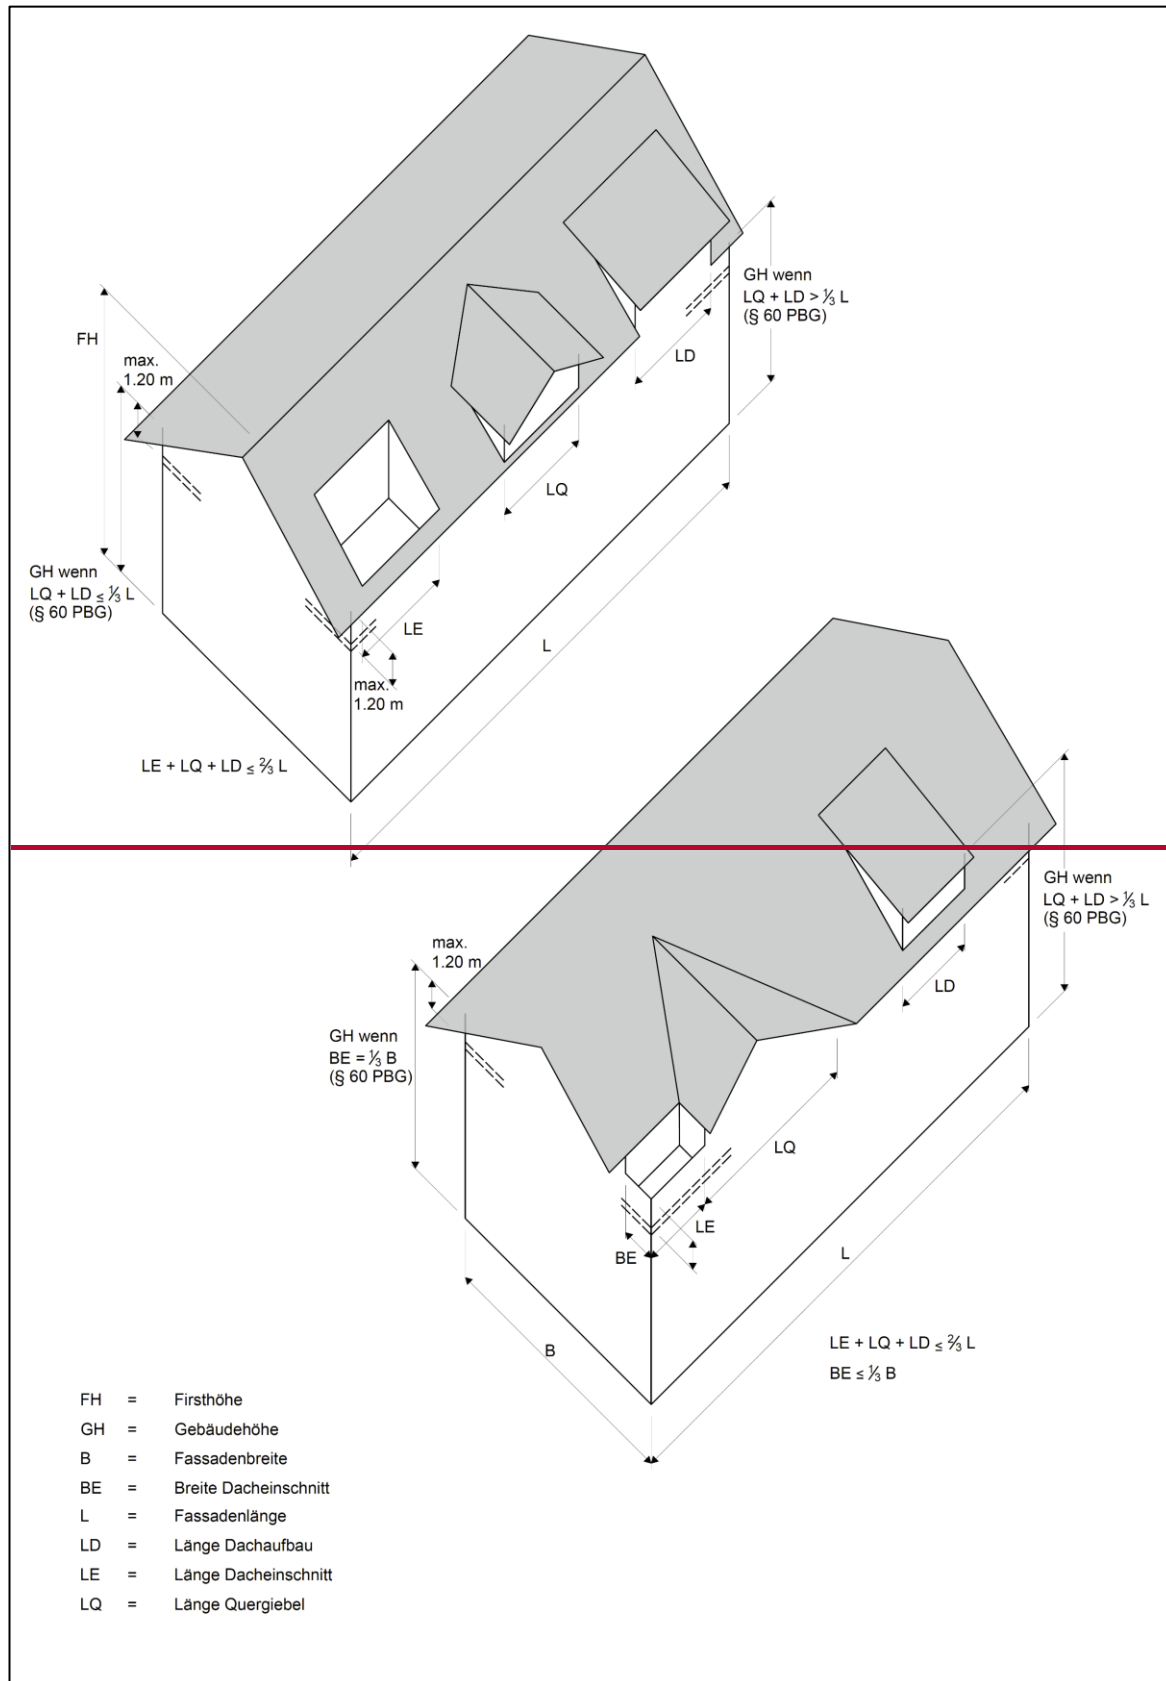 FH
max.
1.20 m
GH wenn
LQ + LD > ⅓ L
(§ 60 PBG)
LD
LQ
GH wenn
LQ + LD ≤ ⅓ L
(§ 60 PBG)
LE
L
max.
1.20 m
LE + LQ + LD ≤ ⅔ L
GH wenn
LQ + LD > ⅓ L
(§ 60 PBG)
max.
1.20 m
LD
GH wenn
BE = ⅓ B
(§ 60 PBG)
LQ
LE
BE
L
B
LE + LQ + LD ≤ ⅔ L
BE ≤ ⅓ B
FH = Firsthöhe
GH = Gebäudehöhe
B = Fassadenbreite
BE = Breite Dacheinschnitt
L = Fassadenlänge
LD = Länge Dachaufbau
LE = Länge Dacheinschnitt
LQ = Länge Quergiebel